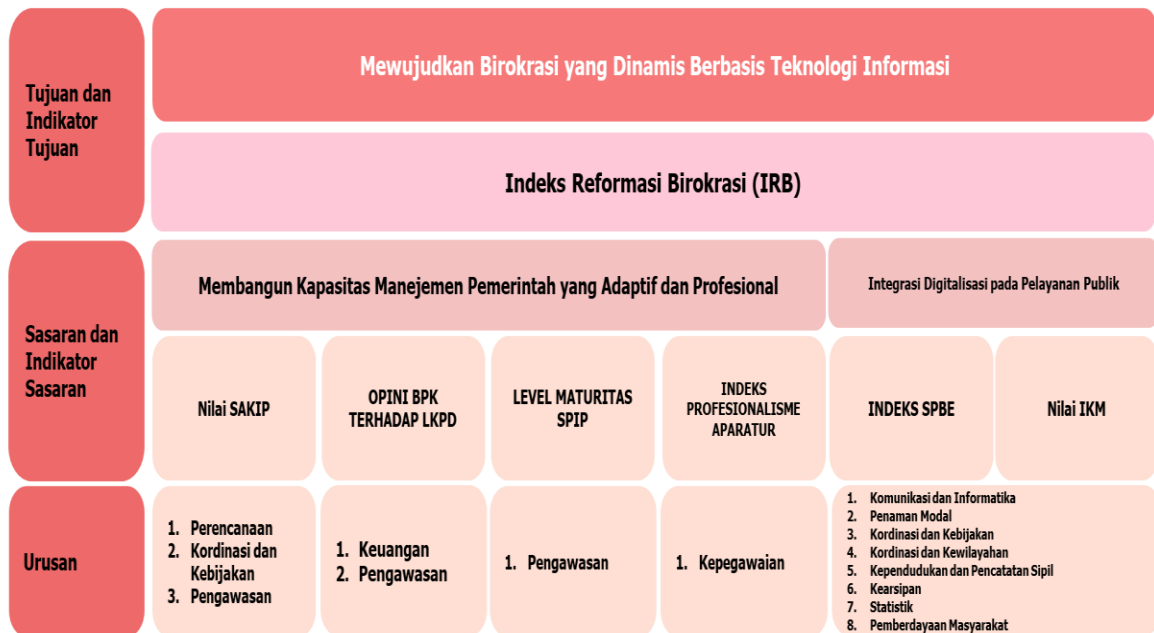 Tujuan dan
Indikator
Tujuan
Mewujudkan Birokrasi yang Dinamis Berbasis Teknologi Informasi
Indeks Reformasi Birokrasi (IRB)
Sasaran dan
Indikator
Sasaran
Membangun Kapasitas Manajemen Pemerintah yang Adaptif dan Profesional
Integrasi Digitalisasi pada Pelayanan Publik
Nilai SAKIP
OPINI BPK
TERHADAP LKPD
LEVEL MATURITAS
SPIP
INDEKS
PROFESIONALISME
APARATUR
INDEKS SPBE
Nilai IKM
Urusan
1. Perencanaan
2. Kordinasi dan
Kebijakan
3. Pengawasan
1. Keuangan
2. Pengawasan
1. Pengawasan
1. Kepegawaian
1. Komunikasi dan Informatika
2. Penaman Modal
3. Kordinasi dan Kebijakan
4. Kordinasi dan Kewilayahan
5. Kependudukan dan Pencatatan Sipil
6. Kearsipan
7. Statistik
8. Pemberdayaan Masyarakat